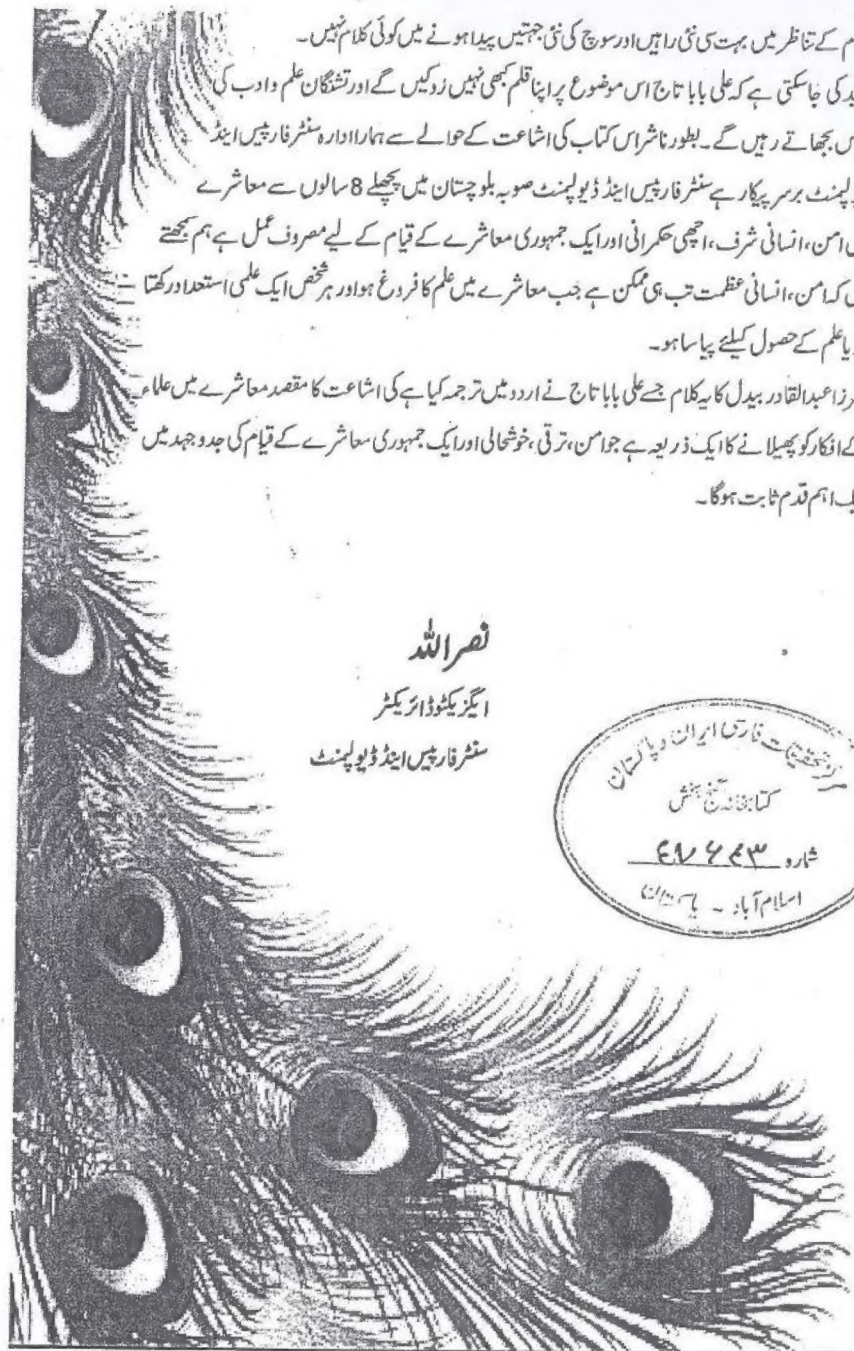 م کے تناظر میں بہت سی نئی راہیں اور سوچ کی نئی جہتیں پیدا ہونے میں کوئی کلام نہیں۔
ید کی جاسکتی ہے کہ علی بابا تاج اس موضوع پر اپنا قلم کبھی نہیں روکیں گے اور تشنگان علم و ادب کی
س بجھاتے رہیں گے۔ بطور ناشر اس کتاب کی اشاعت کے حوالے سے ہمارا ادارہ سنٹر فار پیس اینڈ
لپمنٹ برسر پیکار ہے سنٹر فار پیس اینڈ ڈیولپمنٹ صوبہ بلوچستان میں پچھلے 8 سالوں سے معاشرے
ں امن، انسانی شرف، اچھی حکمرانی اور ایک جمہوری معاشرے کے قیام کے لیے مصروف عمل ہے ہم سمجھتے
ں کہ امن، انسانی عظمت تب ہی ممکن ہے جب معاشرے میں علم کا فروغ ہو اور ہر شخص ایک علمی استعداد رکھتا
یا علم کے حصول کیلئے پیاسا ہو۔
رزا عبدالقادر بیدل کا یہ کلام جسے علی بابا تاج نے اردو میں ترجمہ کیا ہے کی اشاعت کا مقصد معاشرے میں علماء
کے افکار کو پھیلانے کا ایک ذریعہ ہے جو امن، ترقی، خوشحالی اور ایک جمہوری معاشرے کے قیام کی جدوجہد میں
یک اہم قدم ثابت ہوگا۔
نصر اللہ
ایگزیکٹو ڈائریکٹر
سنٹر فار پیس اینڈ ڈیولپمنٹ
مرکز تحقیقات فارسی ایران و پاکستان
کتابخانہ گنج بخش
شمارہ
اسلام آباد ـ پاکستان